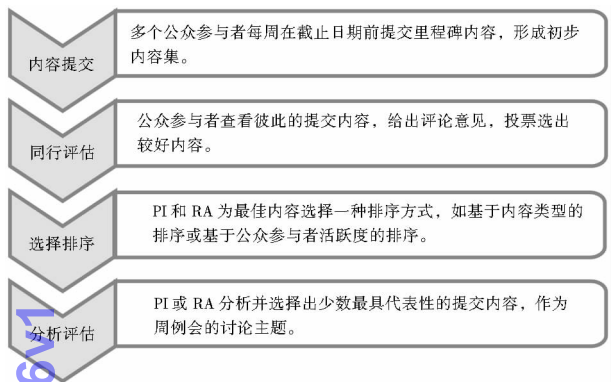 内容提交
多个公众参与者每周在截止日期前提交里程碑内容，形成初步
内容集。
同行评估
公众参与者查看彼此的提交内容，给出评论意见，投票选出
较好内容。
选择排序
PI 和 RA 为最佳内容选择一种排序方式，如基于内容类型的
排序或基于公众参与者活跃度的排序。
分析评估
PI 或 RA 分析并选择出少数最具代表性的提交内容，作为
周例会的讨论主题。
6v1